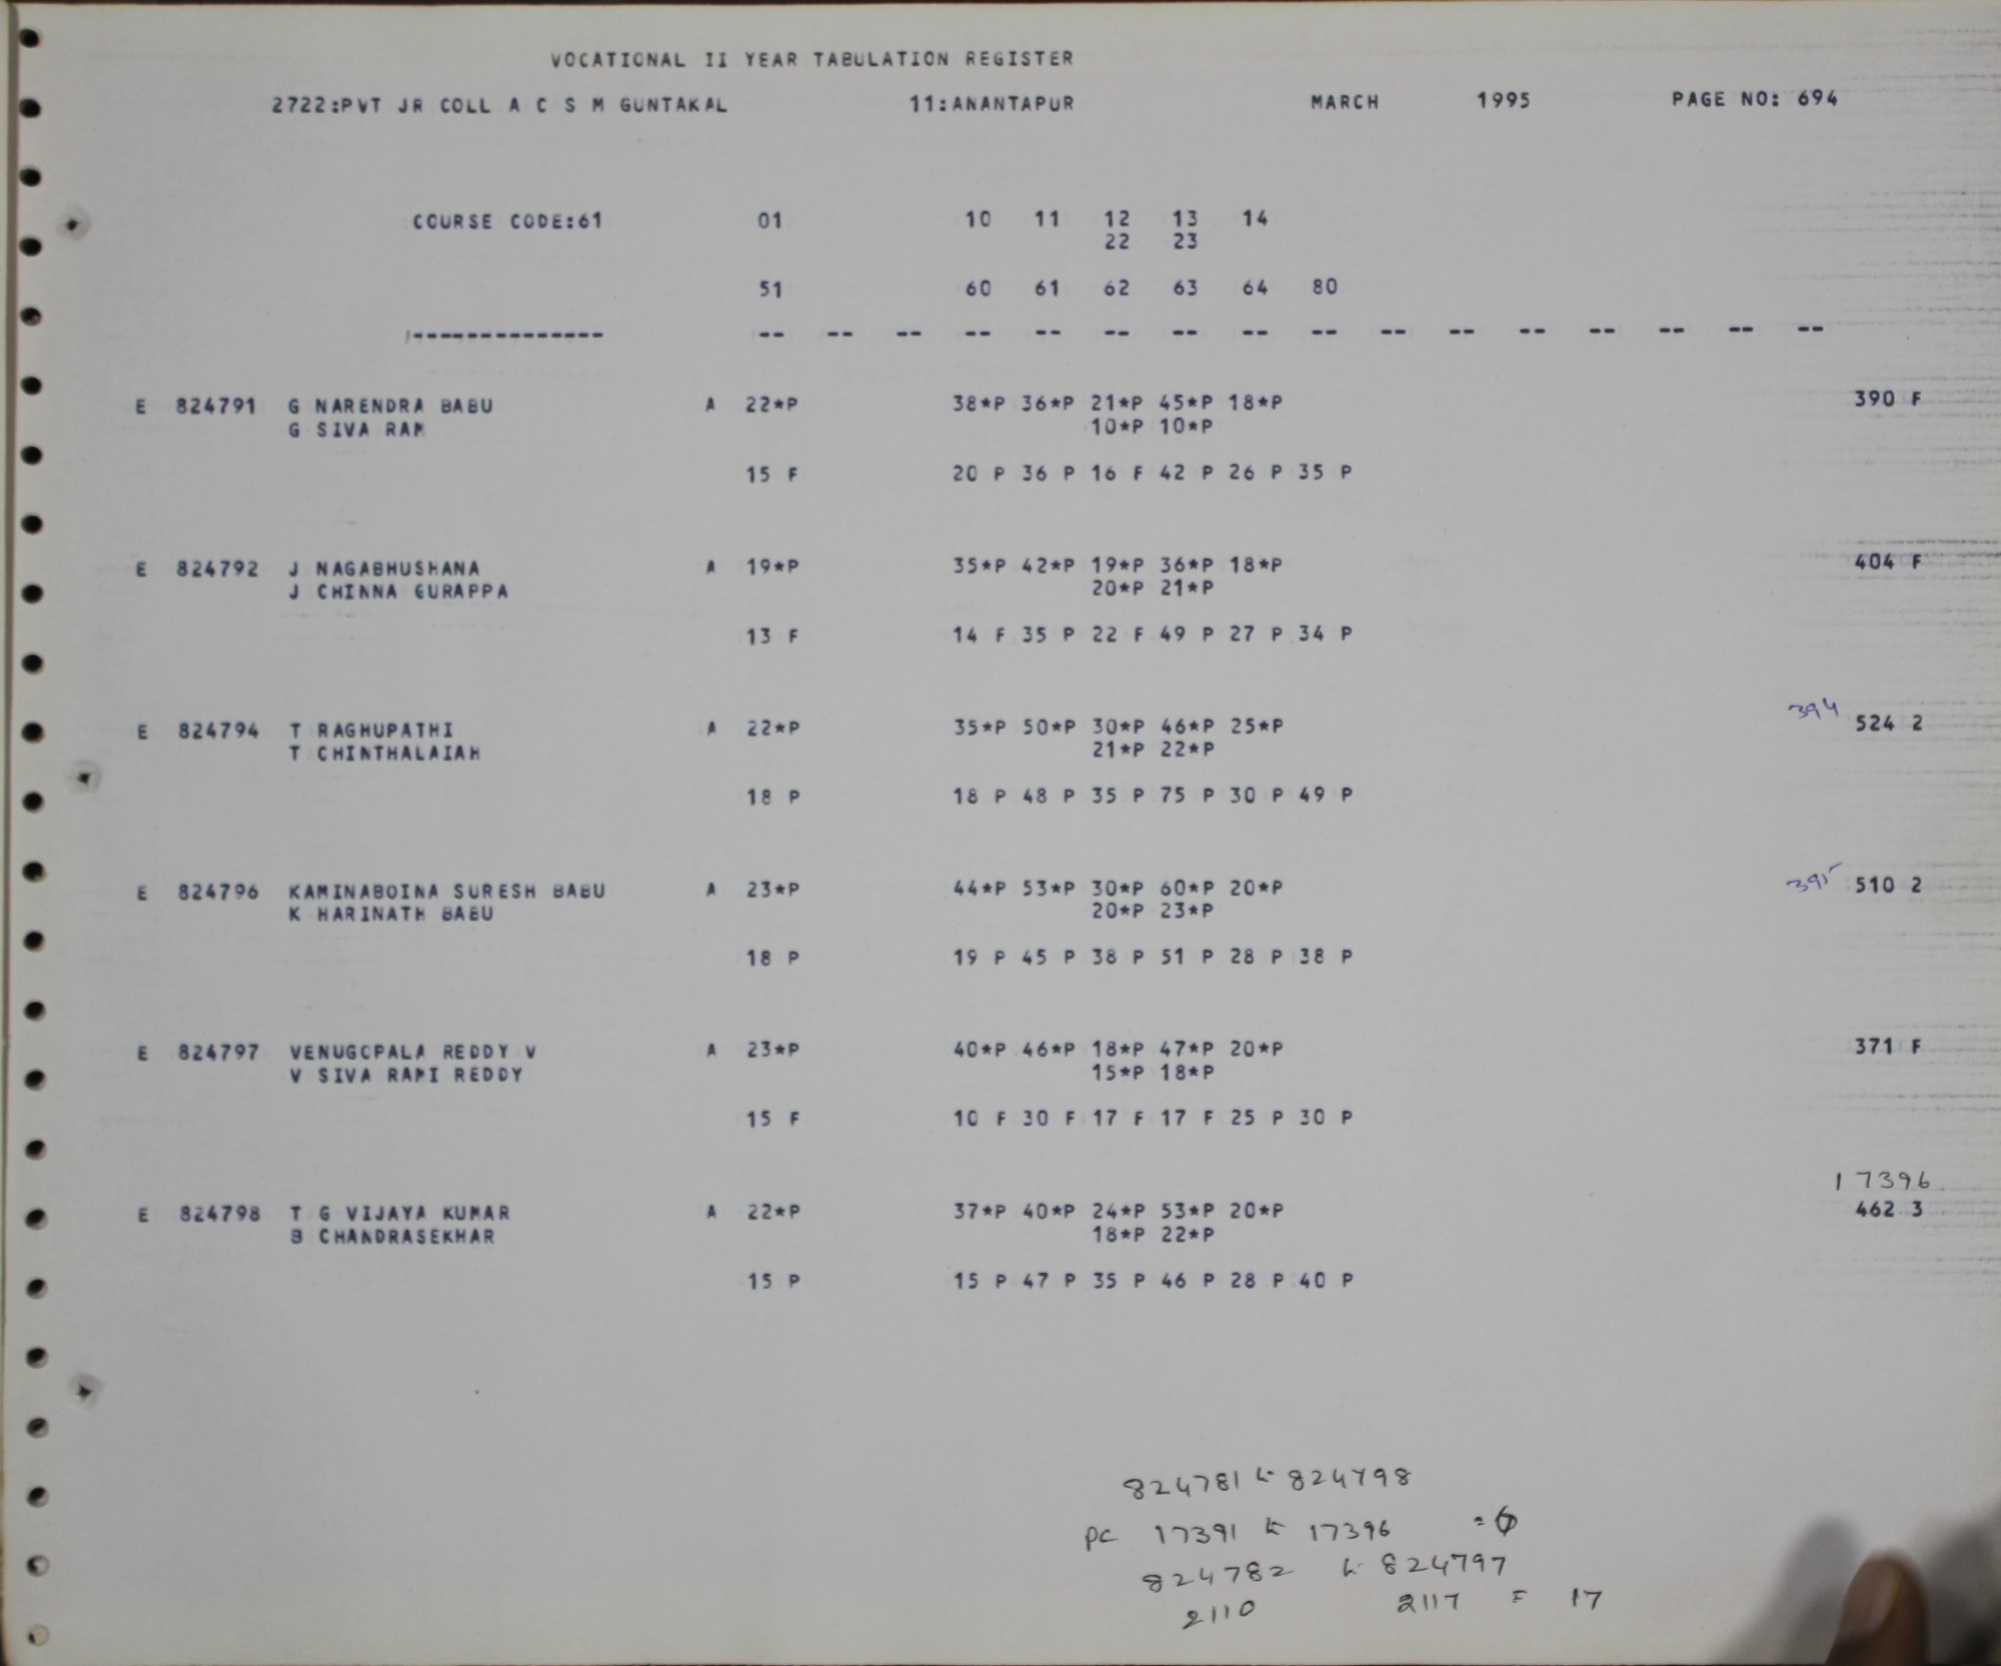 VOCATIONAL II YEAR TABULATION REGISTER
2722:PVT JR COLL A C S M GUNTAKAL 11:ANANTAPUR MARCH 1995 PAGE NO: 694
COURSE CODE:61 01 10 11 12 13 14
22 23
51 60 61 62 63 64 80
-------------- -- -- -- -- -- -- -- -- -- -- -- -- -- -- -- --
E 824791 G NARENDRA BABU A 22*P 38*P 36*P 21*P 45*P 18*P 390 F
G SIVA RAM 10*P 10*P
15 F 20 P 36 P 16 F 42 P 26 P 35 P
E 824792 J NAGABHUSHANA A 19*P 35*P 42*P 19*P 36*P 18*P 404 F
J CHINNA GURAPPA 20*P 21*P
13 F 14 F 35 P 22 F 49 P 27 P 34 P
394
E 824794 T RAGHUPATHI A 22*P 35*P 50*P 30*P 46*P 25*P 524 2
T CHINTHALAIAH 21*P 22*P
18 P 18 P 48 P 35 P 75 P 30 P 49 P
395
E 824796 KAMINABOINA SURESH BABU A 23*P 44*P 53*P 30*P 60*P 20*P 510 2
K HARINATH BABU 20*P 23*P
18 P 19 P 45 P 38 P 51 P 28 P 38 P
E 824797 VENUGOPALA REDDY V A 23*P 40*P 46*P 18*P 47*P 20*P 371 F
V SIVA RAMI REDDY 15*P 18*P
15 F 10 F 30 F 17 F 17 F 25 P 30 P
17396
E 824798 T G VIJAYA KUMAR A 22*P 37*P 40*P 24*P 53*P 20*P 462 3
B CHANDRASEKHAR 18*P 22*P
15 P 15 P 47 P 35 P 46 P 28 P 40 P
824781 to 824798
PC 17391 to 17396 = 6
824782 to 824797
2110 2117 = 17